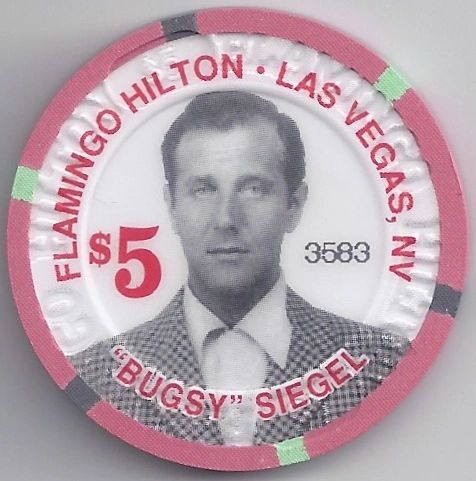 FLAMINGO HILTON · LAS VEGAS, NV
$5
3583
"BUGSY" SIEGEL